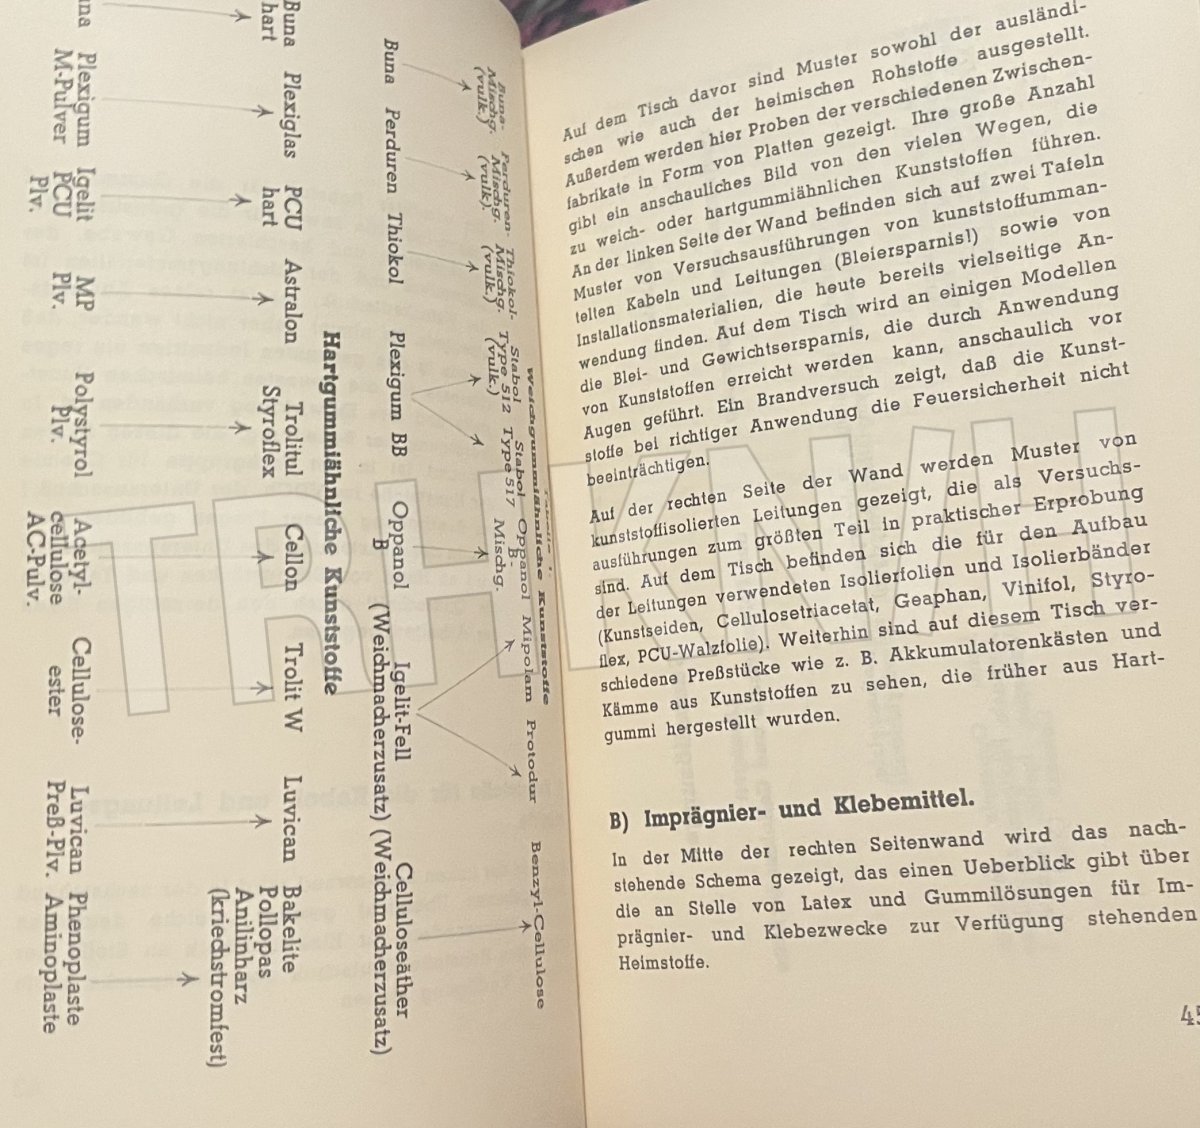 Weichgummiähnliche Kunststoffe
Buna- Perduren- Thiokol- Stabol Stabol Oppanol Mipolam Protodur Benzyl-Cellulose
Mischg. Mischg. Mischg. Type 512 Type 517 B-
(vulk.) (vulk.) (vulk.) (vulk.) Mischg.
Buna Perduren Thiokol Plexigum BB Oppanol Igelit-Fell Celluloseäther
B (Weichmacherzusatz) (Weichmacherzusatz)
Hartgummiähnliche Kunststoffe
Buna Plexiglas PCU Astralon Trolitul Cellon Trolit W Luvican Bakelite
hart hart Styroflex Pollopas
Anilinharz
(kriechstromfest)
Plexigum Igelit MP Polystyrol Acetyl- Cellulose- Luvican Phenoplaste
M-Pulver PCU Plv. Plv. cellulose ester Preß-Plv. Aminoplaste
Plv. AC-Pulv.
Auf dem Tisch davor sind Muster sowohl der ausländi-
schen wie auch der heimischen Rohstoffe ausgestellt.
Außerdem werden hier Proben der verschiedenen Zwischen-
fabrikate in Form von Platten gezeigt. Ihre große Anzahl
gibt ein anschauliches Bild von den vielen Wegen, die
zu weich- oder hartgummiähnlichen Kunststoffen führen.
An der linken Seite der Wand befinden sich auf zwei Tafeln
Muster von Versuchsausführungen von kunststoffumman-
telten Kabeln und Leitungen (Bleiersparnis!) sowie von
Installationsmaterialien, die heute bereits vielseitige An-
wendung finden. Auf dem Tisch wird an einigen Modellen
die Blei- und Gewichtsersparnis, die durch Anwendung
von Kunststoffen erreicht werden kann, anschaulich vor
Augen geführt. Ein Brandversuch zeigt, daß die Kunst-
stoffe bei richtiger Anwendung die Feuersicherheit nicht
beeinträchtigen.
Auf der rechten Seite der Wand werden Muster von
kunststoffisolierten Leitungen gezeigt, die als Versuchs-
ausführungen zum größten Teil in praktischer Erprobung
sind. Auf dem Tisch befinden sich die für den Aufbau
der Leitungen verwendeten Isolierfolien und Isolierbänder
(Kunstseiden, Cellulosetriacetat, Geaphan, Vinifol, Styro-
flex, PCU-Walzfolie). Weiterhin sind auf diesem Tisch ver-
schiedene Preßstücke wie z. B. Akkumulatorenkästen und
Kämme aus Kunststoffen zu sehen, die früher aus Hart-
gummi hergestellt wurden.
B) Imprägnier- und Klebemittel.
In der Mitte der rechten Seitenwand wird das nach-
stehende Schema gezeigt, das einen Ueberblick gibt über
die an Stelle von Latex und Gummilösungen für Im-
prägnier- und Klebezwecke zur Verfügung stehenden
Heimstoffe.
45